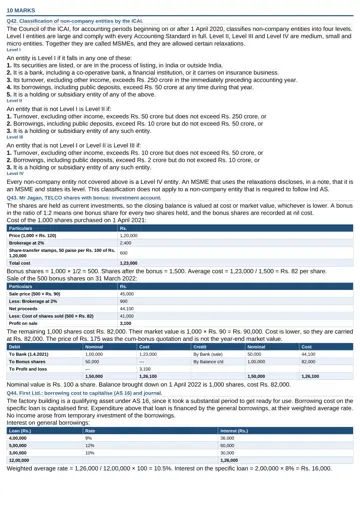 10 MARKS
Q42. Classification of non-company entities by the ICAI.
The Council of the ICAI, for accounting periods beginning on or after 1 April 2020, classifies non-company entities into four levels.
Level I entities are large and comply with every Accounting Standard in full. Level II, Level III and Level IV are medium, small and
micro entities. Together they are called MSMEs, and they are allowed certain relaxations.
Level I
An entity is Level I if it falls in any one of these:
1. Its securities are listed, or are in the process of listing, in India or outside India.
2. It is a bank, including a co-operative bank, a financial institution, or it carries on insurance business.
3. Its turnover, excluding other income, exceeds Rs. 250 crore in the immediately preceding accounting year.
4. Its borrowings, including public deposits, exceed Rs. 50 crore at any time during that year.
5. It is a holding or subsidiary entity of any of the above.
Level II
An entity that is not Level I is Level II if:
1. Turnover, excluding other income, exceeds Rs. 50 crore but does not exceed Rs. 250 crore, or
2. Borrowings, including public deposits, exceed Rs. 10 crore but do not exceed Rs. 50 crore, or
3. It is a holding or subsidiary entity of any such entity.
Level III
An entity that is not Level I or Level II is Level III if:
1. Turnover, excluding other income, exceeds Rs. 10 crore but does not exceed Rs. 50 crore, or
2. Borrowings, including public deposits, exceed Rs. 2 crore but do not exceed Rs. 10 crore, or
3. It is a holding or subsidiary entity of any such entity.
Level IV
Every non-company entity not covered above is a Level IV entity. An MSME that uses the relaxations discloses, in a note, that it is
an MSME and states its level. This classification does not apply to a non-company entity that is required to follow Ind AS.
Q43. Mr Jagan, TELCO shares with bonus: Investment account.
The shares are held as current investments, so the closing balance is valued at cost or market value, whichever is lower. A bonus
in the ratio of 1:2 means one bonus share for every two shares held, and the bonus shares are recorded at nil cost.
Cost of the 1,000 shares purchased on 1 April 2021:
Particulars Rs.
Price (1,000 × Rs. 120) 1,20,000
Brokerage at 2% 2,400
Share-transfer stamps, 50 paise per Rs. 100 of Rs. 1,20,000 600
Total cost 1,23,000
Bonus shares = 1,000 × 1/2 = 500. Shares after the bonus = 1,500. Average cost = 1,23,000 / 1,500 = Rs. 82 per share.
Sale of the 500 bonus shares on 31 March 2022:
Particulars Rs.
Sale price (500 × Rs. 90) 45,000
Less: Brokerage at 2% 900
Net proceeds 44,100
Less: Cost of shares sold (500 × Rs. 82) 41,000
Profit on sale 3,100
The remaining 1,000 shares cost Rs. 82,000. Their market value is 1,000 × Rs. 90 = Rs. 90,000. Cost is lower, so they are carried
at Rs. 82,000. The price of Rs. 175 was the cum-bonus quotation and is not the year-end market value.
Debit Nominal Cost Credit Nominal Cost
To Bank (1.4.2021) 1,00,000 1,23,000 By Bank (sale) 50,000 44,100
To Bonus shares 50,000 — By Balance c/d 1,00,000 82,000
To Profit and loss — 3,100
1,50,000 1,26,100 1,50,000 1,26,100
Nominal value is Rs. 100 a share. Balance brought down on 1 April 2022 is 1,000 shares, cost Rs. 82,000.
Q44. First Ltd.: borrowing cost to capitalise (AS 16) and journal.
The factory building is a qualifying asset under AS 16, since it took a substantial period to get ready for use. Borrowing cost on the
specific loan is capitalised first. Expenditure above that loan is financed by the general borrowings, at their weighted average rate.
No income arose from temporary investment of the borrowings.
Interest on general borrowings:
Loan (Rs.) Rate Interest (Rs.)
4,00,000 9% 36,000
5,00,000 12% 60,000
3,00,000 10% 30,000
12,00,000 1,26,000
Weighted average rate = 1,26,000 / 12,00,000 × 100 = 10.5%. Interest on the specific loan = 2,00,000 × 8% = Rs. 16,000.